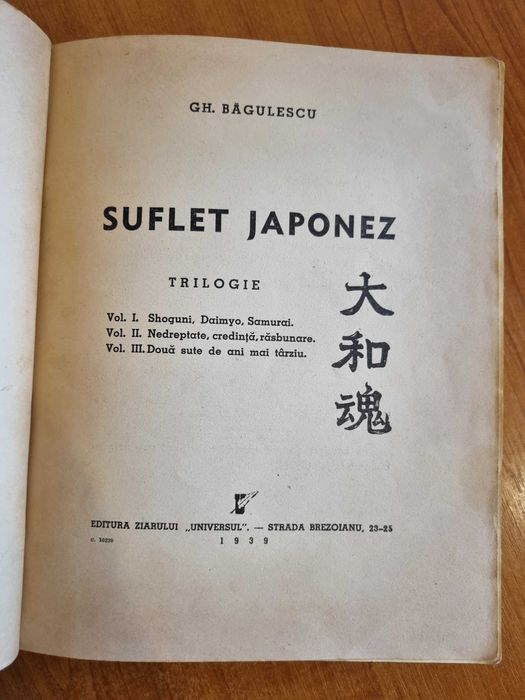 GH. BĂGULESCU
SUFLET JAPONEZ
TRILOGIE
Vol. I. Shoguni, Daimyo, Samurai.
Vol. II. Nedreptate, credință, răsbunare.
Vol. III. Două sute de ani mai târziu.
大和魂
EDITURA ZIARULUI „UNIVERSUL”. — STRADA BREZOIANU, 23-25
c. 10220
1939